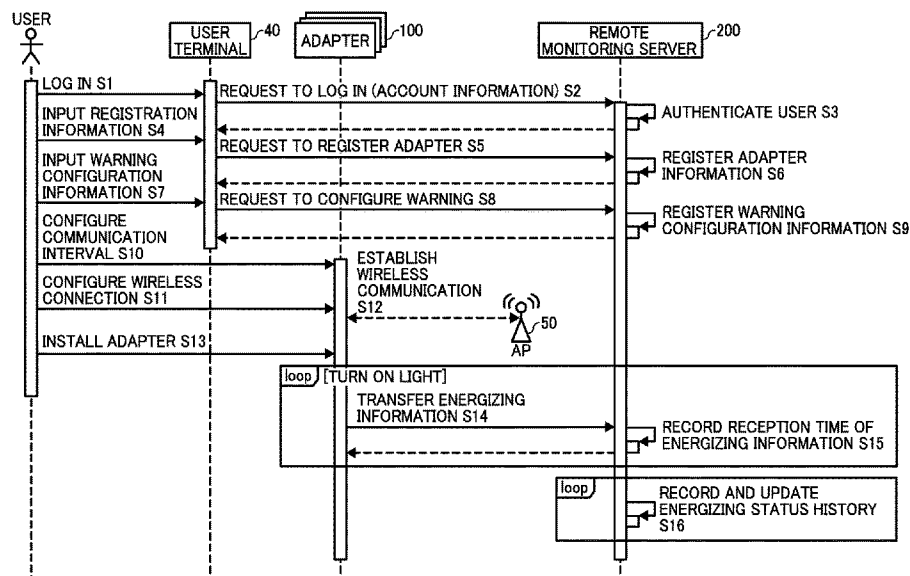 USER
USER
TERMINAL
40
ADAPTER
100
REMOTE
MONITORING SERVER
200
LOG IN S1
REQUEST TO LOG IN (ACCOUNT INFORMATION) S2
AUTHENTICATE USER S3
INPUT REGISTRATION
INFORMATION S4
REQUEST TO REGISTER ADAPTER S5
REGISTER ADAPTER
INFORMATION S6
INPUT WARNING
CONFIGURATION
INFORMATION S7
REQUEST TO CONFIGURE WARNING S8
REGISTER WARNING
CONFIGURATION INFORMATION S9
CONFIGURE
COMMUNICATION
INTERVAL S10
CONFIGURE WIRELESS
CONNECTION S11
ESTABLISH
WIRELESS
COMMUNICATION
S12
50
AP
INSTALL ADAPTER S13
loop [TURN ON LIGHT]
TRANSFER ENERGIZING
INFORMATION S14
RECORD RECEPTION TIME OF
ENERGIZING INFORMATION S15
loop
RECORD AND UPDATE
ENERGIZING STATUS HISTORY
S16